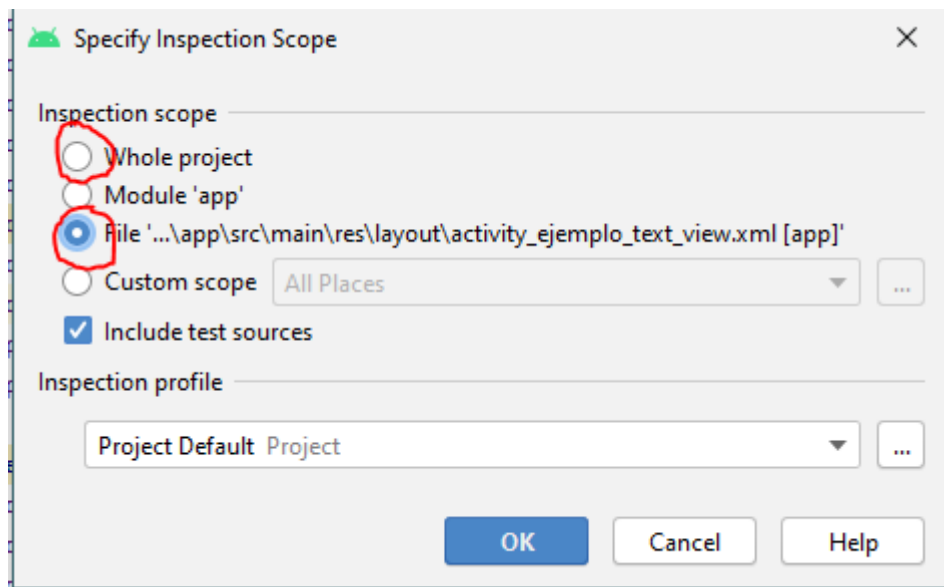 Specify Inspection Scope
Inspection scope
Whole project
Module 'app'
File '...\app\src\main\res\layout\activity_ejemplo_text_view.xml [app]'
Custom scope All Places ...
Include test sources
Inspection profile
Project Default Project ...
OK Cancel Help